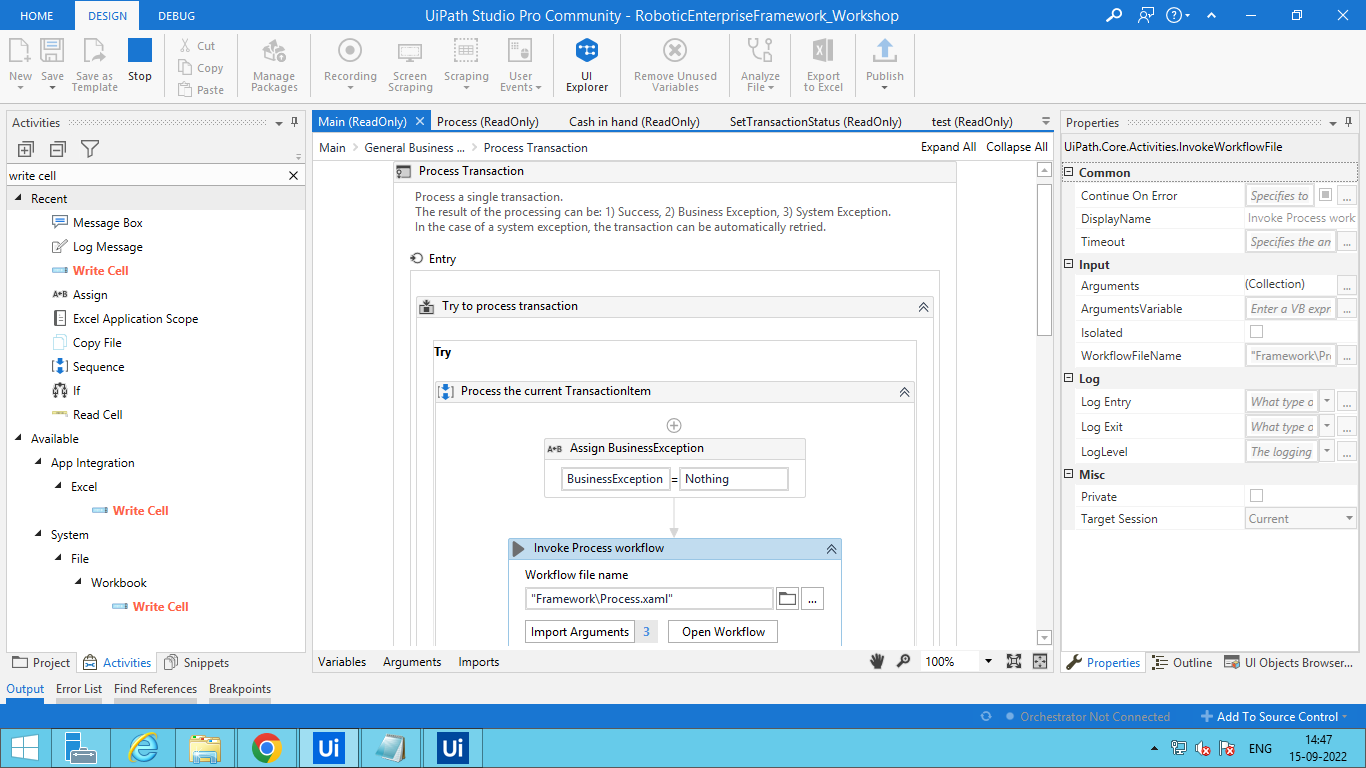 HOME DESIGN DEBUG UiPath Studio Pro Community - RoboticEnterpriseFramework_Workshop
New Save Save as Template Stop
Cut
Copy
Paste
Manage Packages
Recording
Screen Scraping
Scraping
User Events
UI Explorer
Remove Unused Variables
Analyze File
Export to Excel
Publish
Activities
write cell
Recent
Message Box
Log Message
Write Cell
A+B Assign
Excel Application Scope
Copy File
Sequence
If
Read Cell
Available
App Integration
Excel
Write Cell
System
File
Workbook
Write Cell
Project Activities Snippets
Main (ReadOnly) Process (ReadOnly) Cash in hand (ReadOnly) SetTransactionStatus (ReadOnly) test (ReadOnly)
Main > General Business ... > Process Transaction Expand All Collapse All
Process Transaction
Process a single transaction.
The result of the processing can be: 1) Success, 2) Business Exception, 3) System Exception.
In the case of a system exception, the transaction can be automatically retried.
Entry
Try to process transaction
Try
Process the current TransactionItem
A+B Assign BusinessException
BusinessException = Nothing
Invoke Process workflow
Workflow file name
"Framework\Process.xaml" ...
Import Arguments 3 Open Workflow
Variables Arguments Imports 100%
Properties
UiPath.Core.Activities.InvokeWorkflowFile
Common
Continue On Error Specifies to ...
DisplayName Invoke Process work
Timeout Specifies the an ...
Input
Arguments (Collection) ...
ArgumentsVariable Enter a VB expr ...
Isolated
WorkflowFileName "Framework\Pr ...
Log
Log Entry What type o ...
Log Exit What type o ...
LogLevel The logging ...
Misc
Private
Target Session Current
Properties Outline UI Objects Browser...
Output Error List Find References Breakpoints
Orchestrator Not Connected Add To Source Control
Ui Ui ENG 14:47
15-09-2022